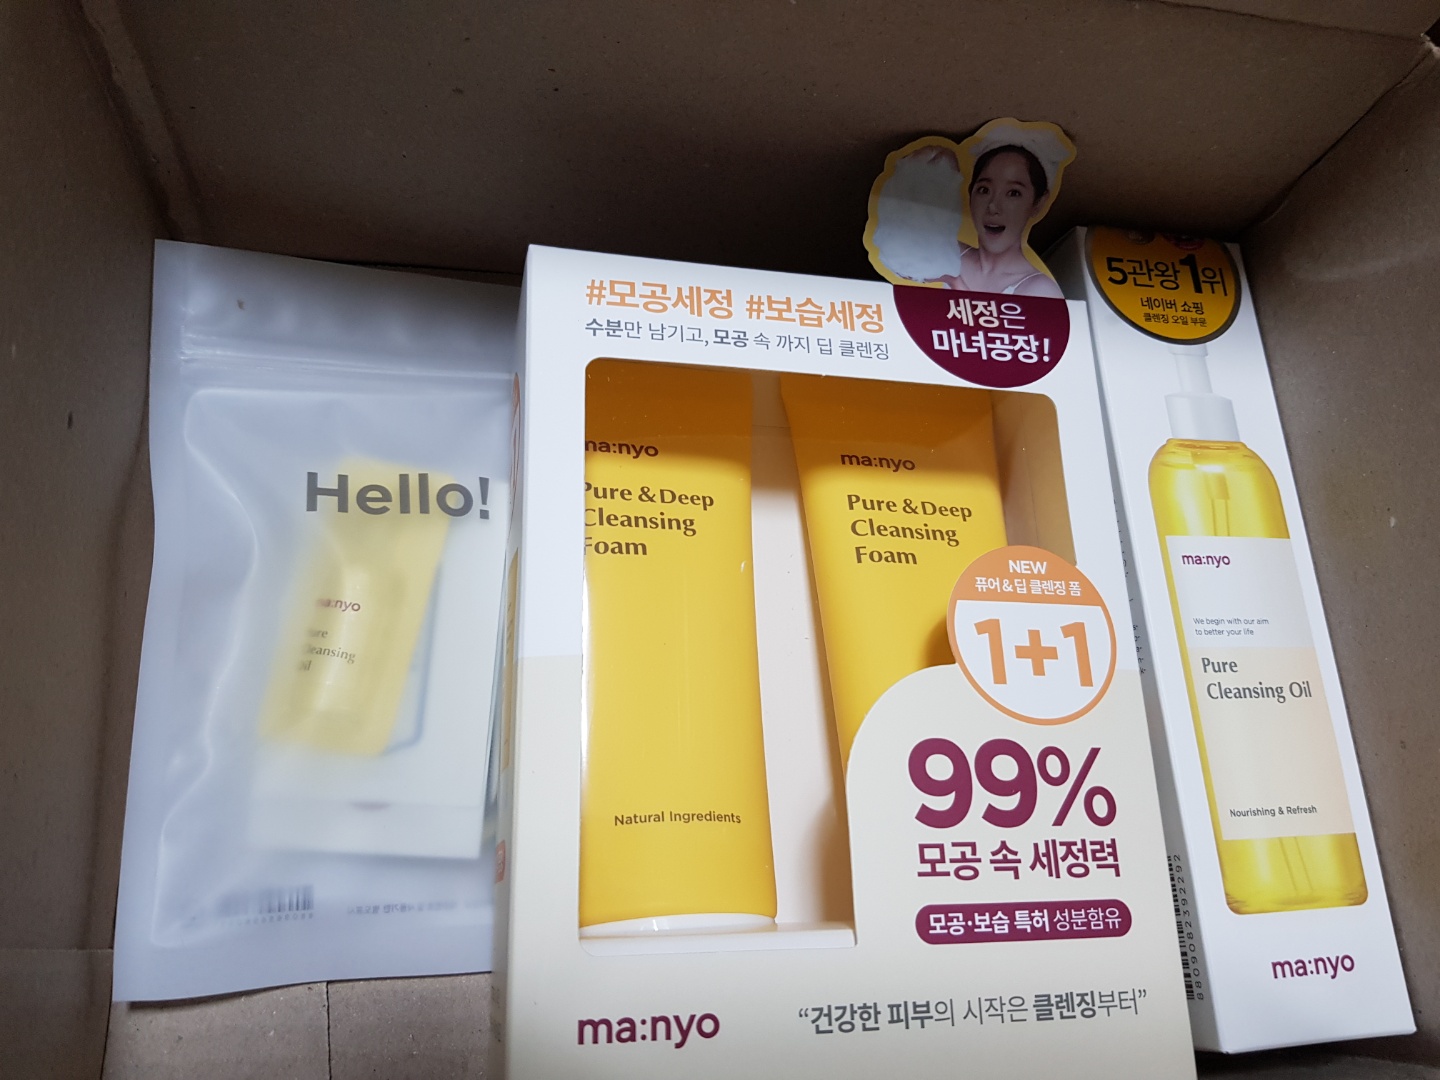 Hello!
ma:nyo
#모공세정 #보습세정
수분만 남기고, 모공 속 까지 딥 클렌징
세정은
마녀공장!
ma:nyo
Pure & Deep
Cleansing
Foam
Natural Ingredients
ma:nyo
Pure & Deep
Cleansing
Foam
NEW
퓨어&딥 클렌징 폼
1+1
99%
모공 속 세정력
모공·보습 특허 성분함유
ma:nyo
“건강한 피부의 시작은 클렌징부터”
5관왕 1위
네이버 쇼핑
클렌징 오일 부문
ma:nyo
We begin with our aim
to better your life
Pure
Cleansing Oil
Nourishing & Refresh
ma:nyo
8809082392292